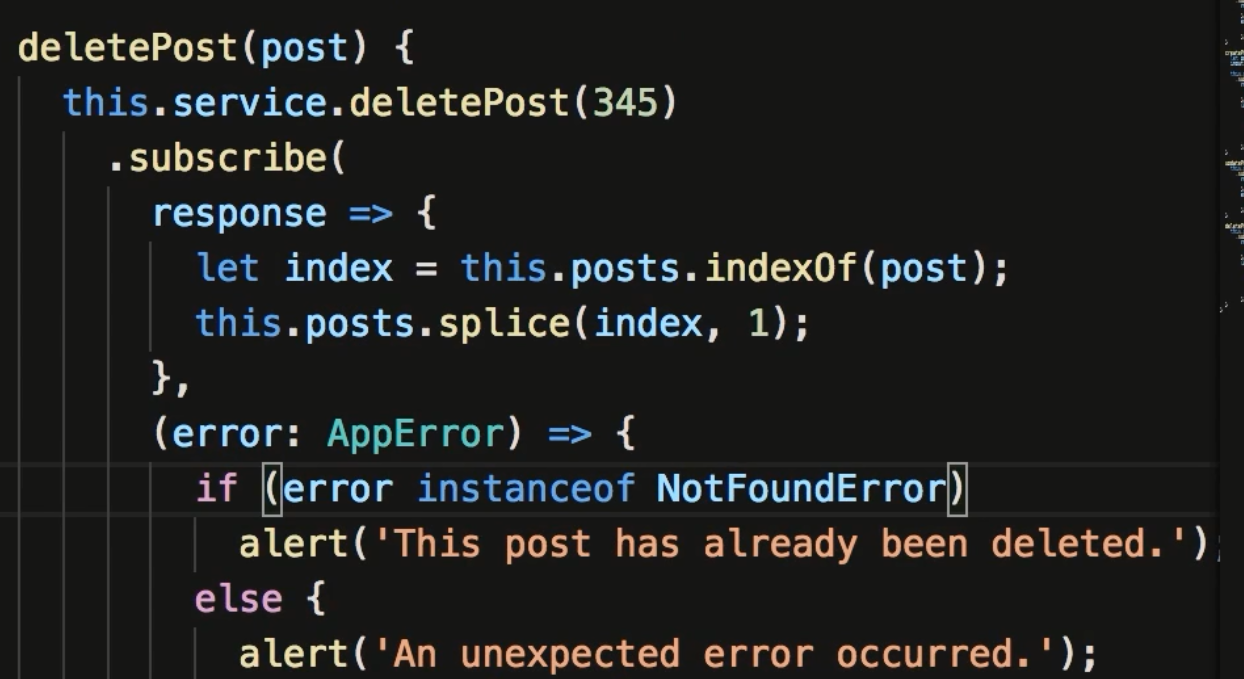 deletePost(post) {
this.service.deletePost(345)
.subscribe(
response => {
let index = this.posts.indexOf(post);
this.posts.splice(index, 1);
},
(error: AppError) => {
if (error instanceof NotFoundError)
alert('This post has already been deleted.');
else {
alert('An unexpected error occurred.');